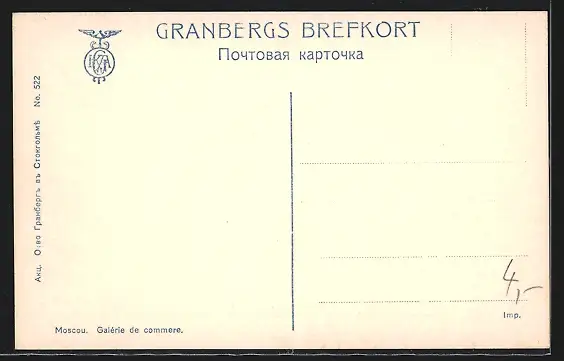 GRANBERGS BREFKORT
Почтовая карточка
Акц. О:во Гранбергъ въ Стокгольмѣ No. 522
4,-
Moscou. Galérie de commere.
Imp.